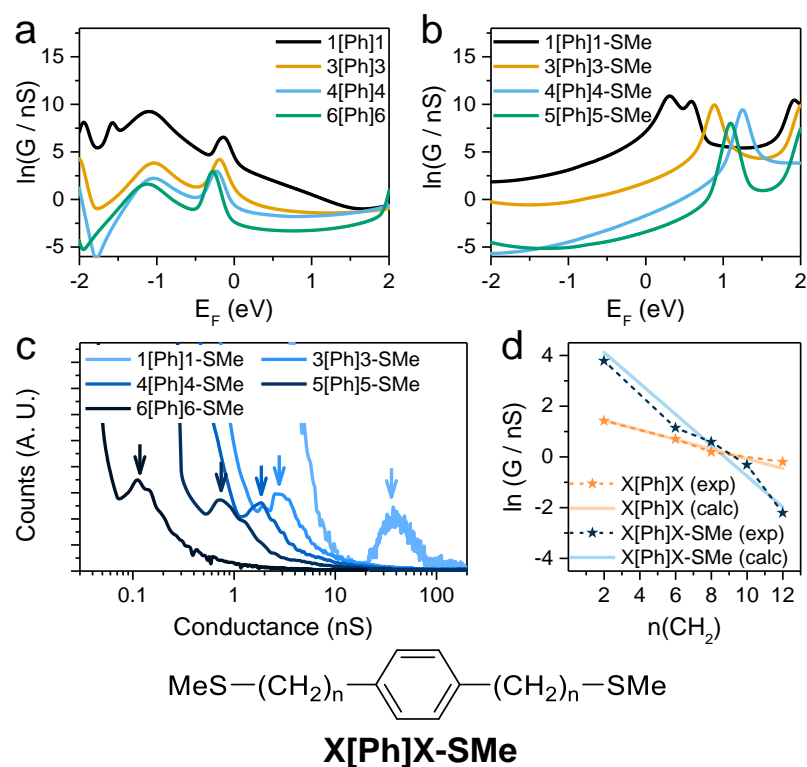 a
1[Ph]1
3[Ph]3
4[Ph]4
6[Ph]6
ln(G / nS)
15
10
5
0
-5
-2
-1
0
1
2
E_F (eV)
b
1[Ph]1-SMe
3[Ph]3-SMe
4[Ph]4-SMe
5[Ph]5-SMe
ln(G / nS)
15
10
5
0
-5
-2
-1
0
1
2
E_F (eV)
c
1[Ph]1-SMe
3[Ph]3-SMe
4[Ph]4-SMe
5[Ph]5-SMe
6[Ph]6-SMe
Counts (A. U.)
0.1
1
10
100
Conductance (nS)
d
4
2
0
-2
-4
ln (G / nS)
X[Ph]X (exp)
X[Ph]X (calc)
X[Ph]X-SMe (exp)
X[Ph]X-SMe (calc)
2
4
6
8
10
12
n(CH₂)
MeS—(CH₂)ₙ
(CH₂)ₙ—SMe
X[Ph]X-SMe